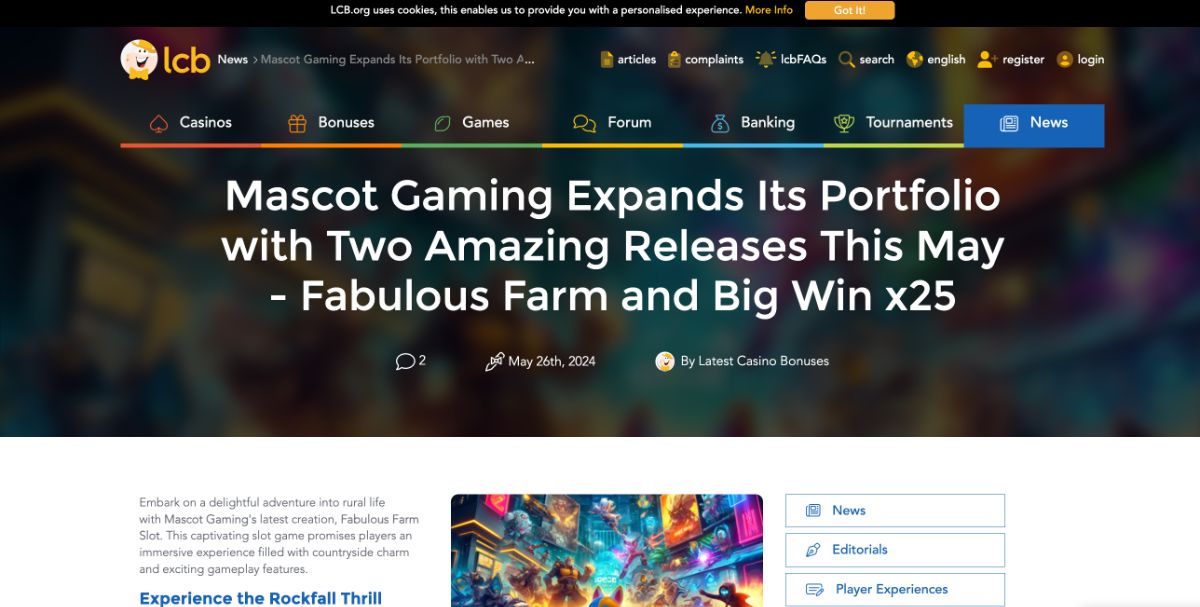 LCB.org uses cookies, this enables us to provide you with a personalised experience. More Info Got It!
lcb News > Mascot Gaming Expands Its Portfolio with Two A... articles complaints lcbFAQs search english register login
Casinos Bonuses Games Forum Banking Tournaments News
Mascot Gaming Expands Its Portfolio
with Two Amazing Releases This May
- Fabulous Farm and Big Win x25
2 May 26th, 2024 By Latest Casino Bonuses
Embark on a delightful adventure into rural life
with Mascot Gaming's latest creation, Fabulous Farm
Slot. This captivating slot game promises players an
immersive experience filled with countryside charm
and exciting gameplay features.
Experience the Rockfall Thrill
News
Editorials
Player Experiences